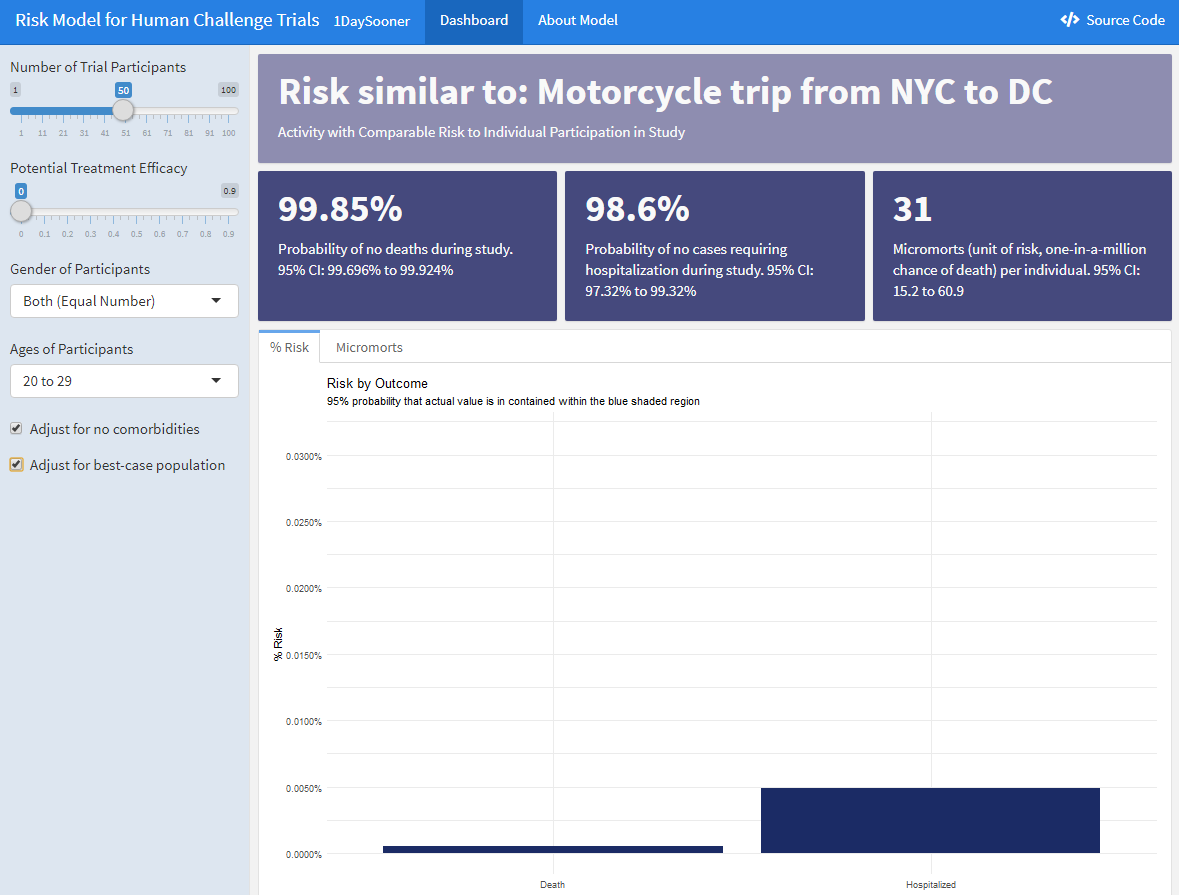 Risk Model for Human Challenge Trials 1DaySooner Dashboard About Model </> Source Code
Number of Trial Participants
1 50 100
1 11 21 31 41 51 61 71 81 91 100
Potential Treatment Efficacy
0 0.9
0 0.1 0.2 0.3 0.4 0.5 0.6 0.7 0.8 0.9
Gender of Participants
Both (Equal Number)
Ages of Participants
20 to 29
Adjust for no comorbidities
Adjust for best-case population
Risk similar to: Motorcycle trip from NYC to DC
Activity with Comparable Risk to Individual Participation in Study
99.85%
Probability of no deaths during study.
95% CI: 99.696% to 99.924%
98.6%
Probability of no cases requiring
hospitalization during study. 95% CI:
97.32% to 99.32%
31
Micromorts (unit of risk, one-in-a-million
chance of death) per individual. 95% CI:
15.2 to 60.9
% Risk Micromorts
Risk by Outcome
95% probability that actual value is in contained within the blue shaded region
% Risk
0.0300%
0.0250%
0.0200%
0.0150%
0.0100%
0.0050%
0.0000%
Death Hospitalized